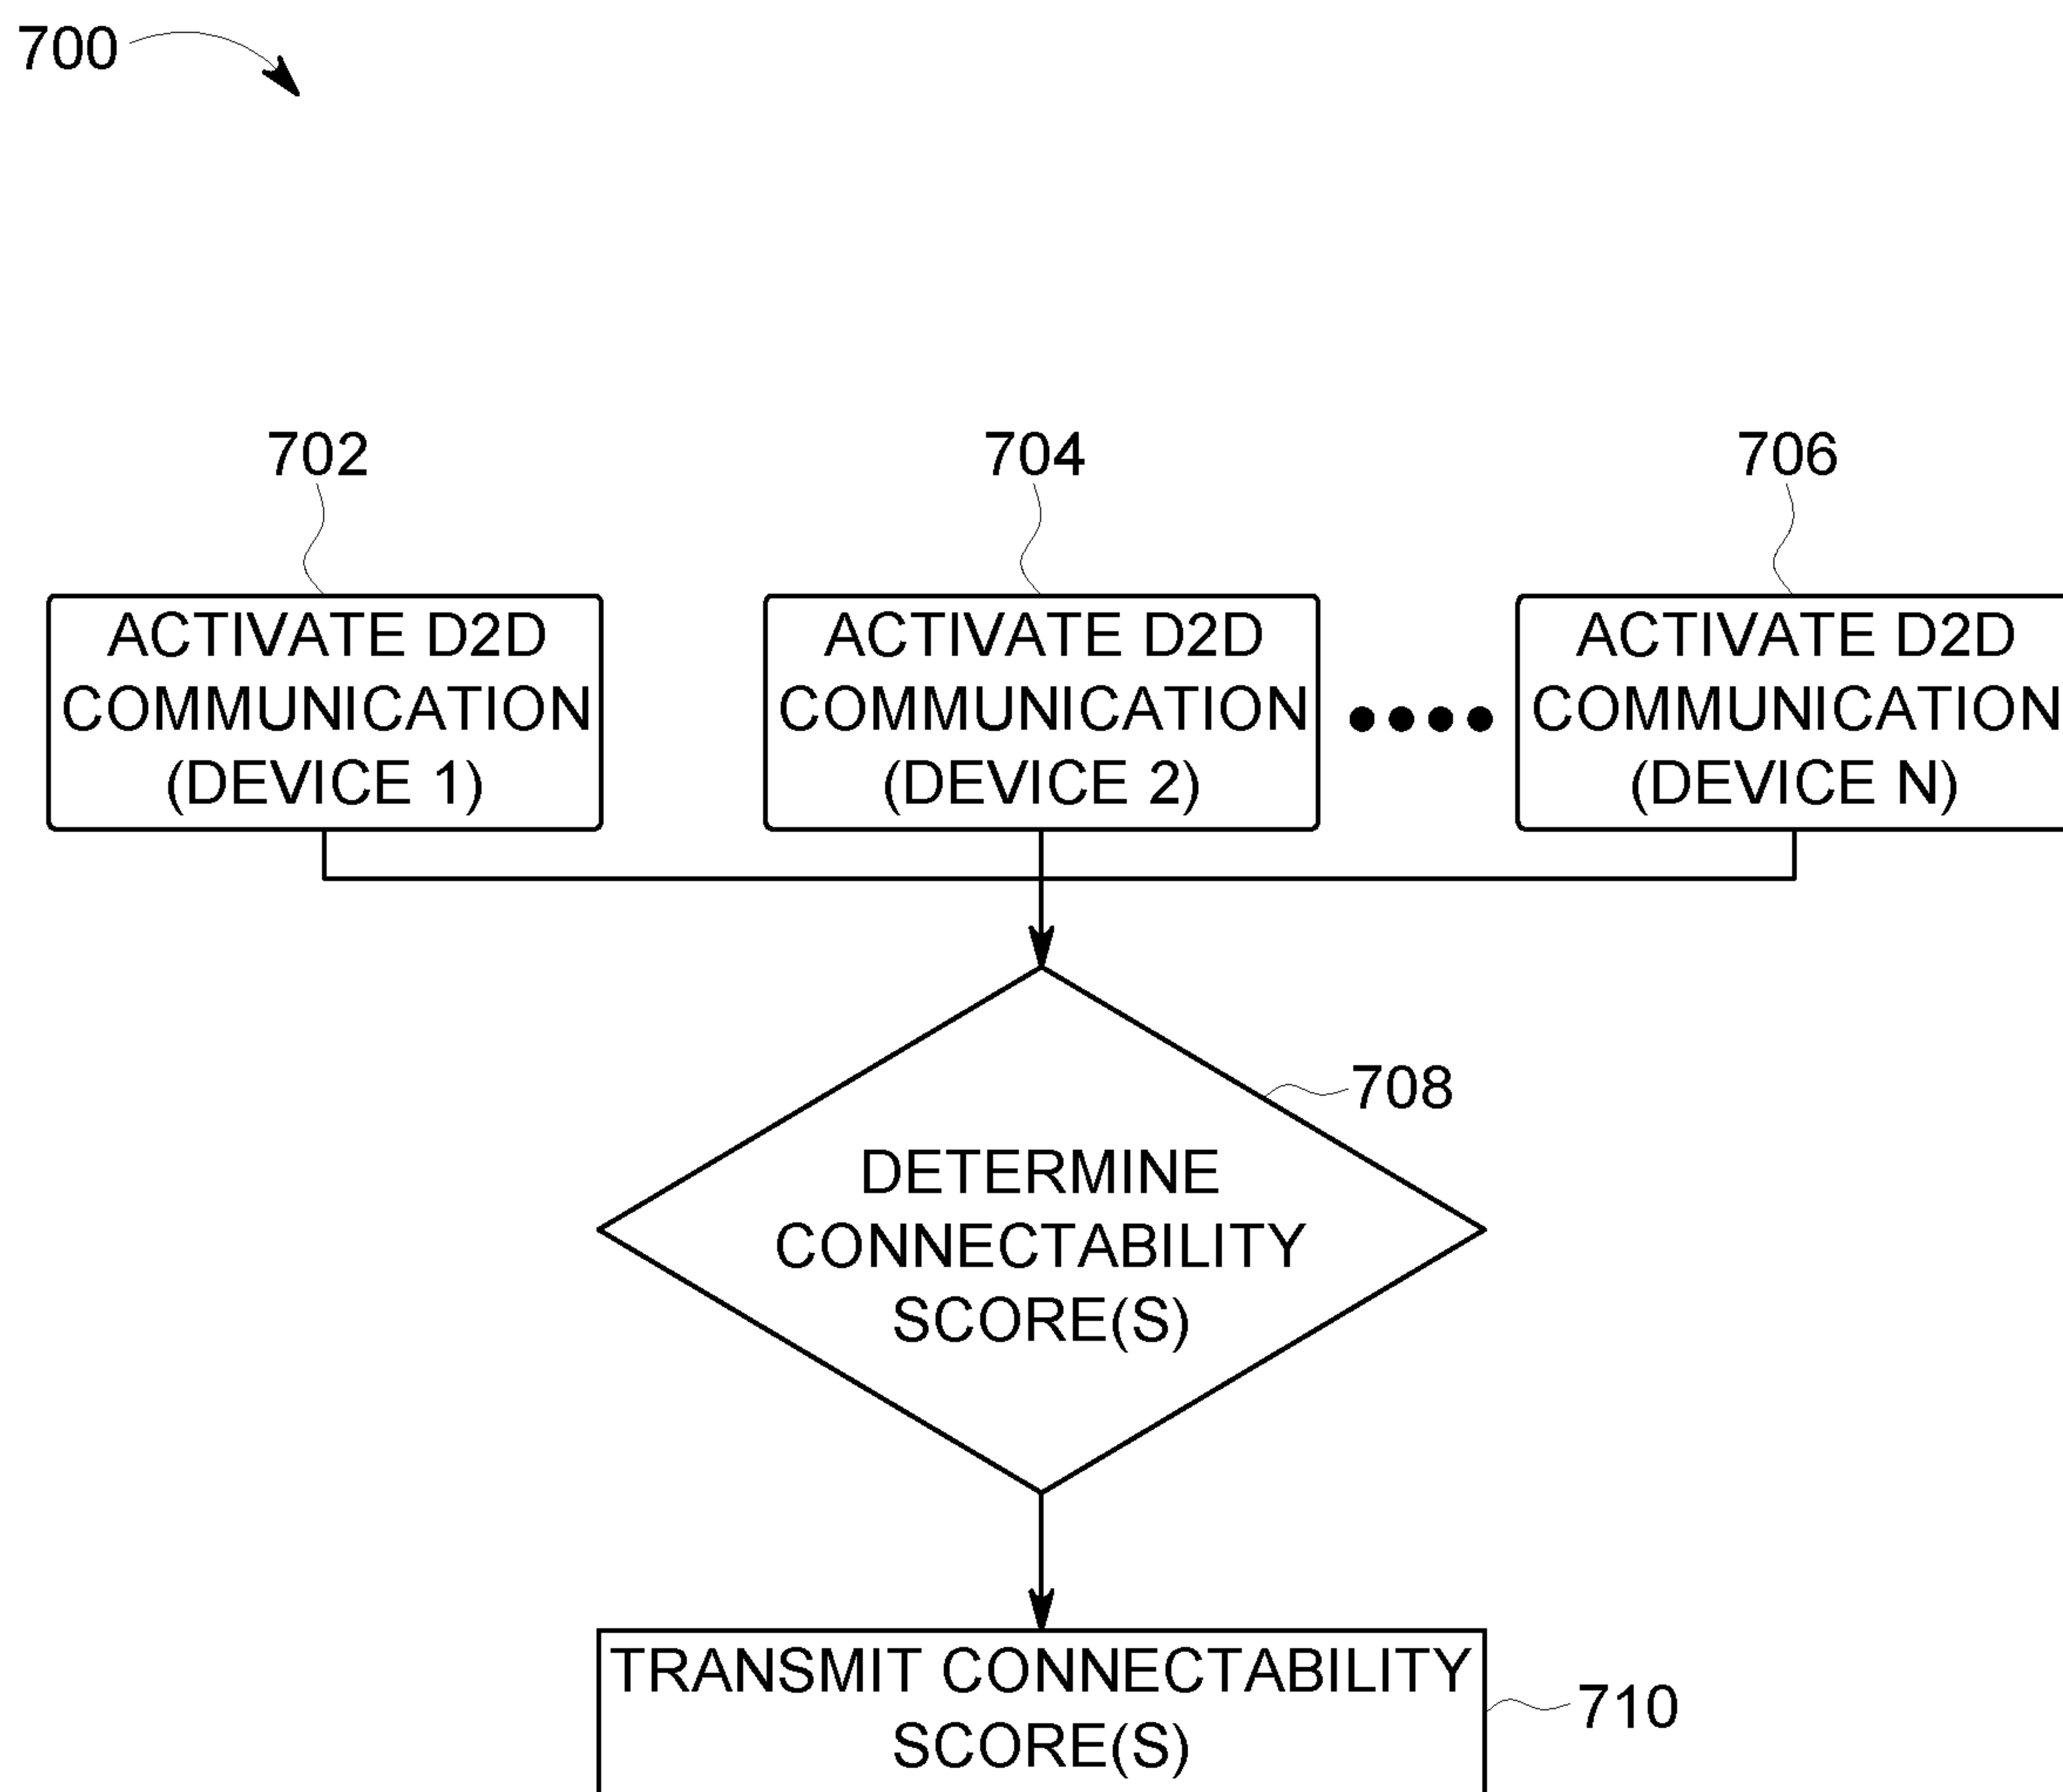 700
702
704
706
ACTIVATE D2D
COMMUNICATION
(DEVICE 1)
ACTIVATE D2D
COMMUNICATION
(DEVICE 2)
ACTIVATE D2D
COMMUNICATION
(DEVICE N)
708
DETERMINE
CONNECTABILITY
SCORE(S)
TRANSMIT CONNECTABILITY
SCORE(S)
710